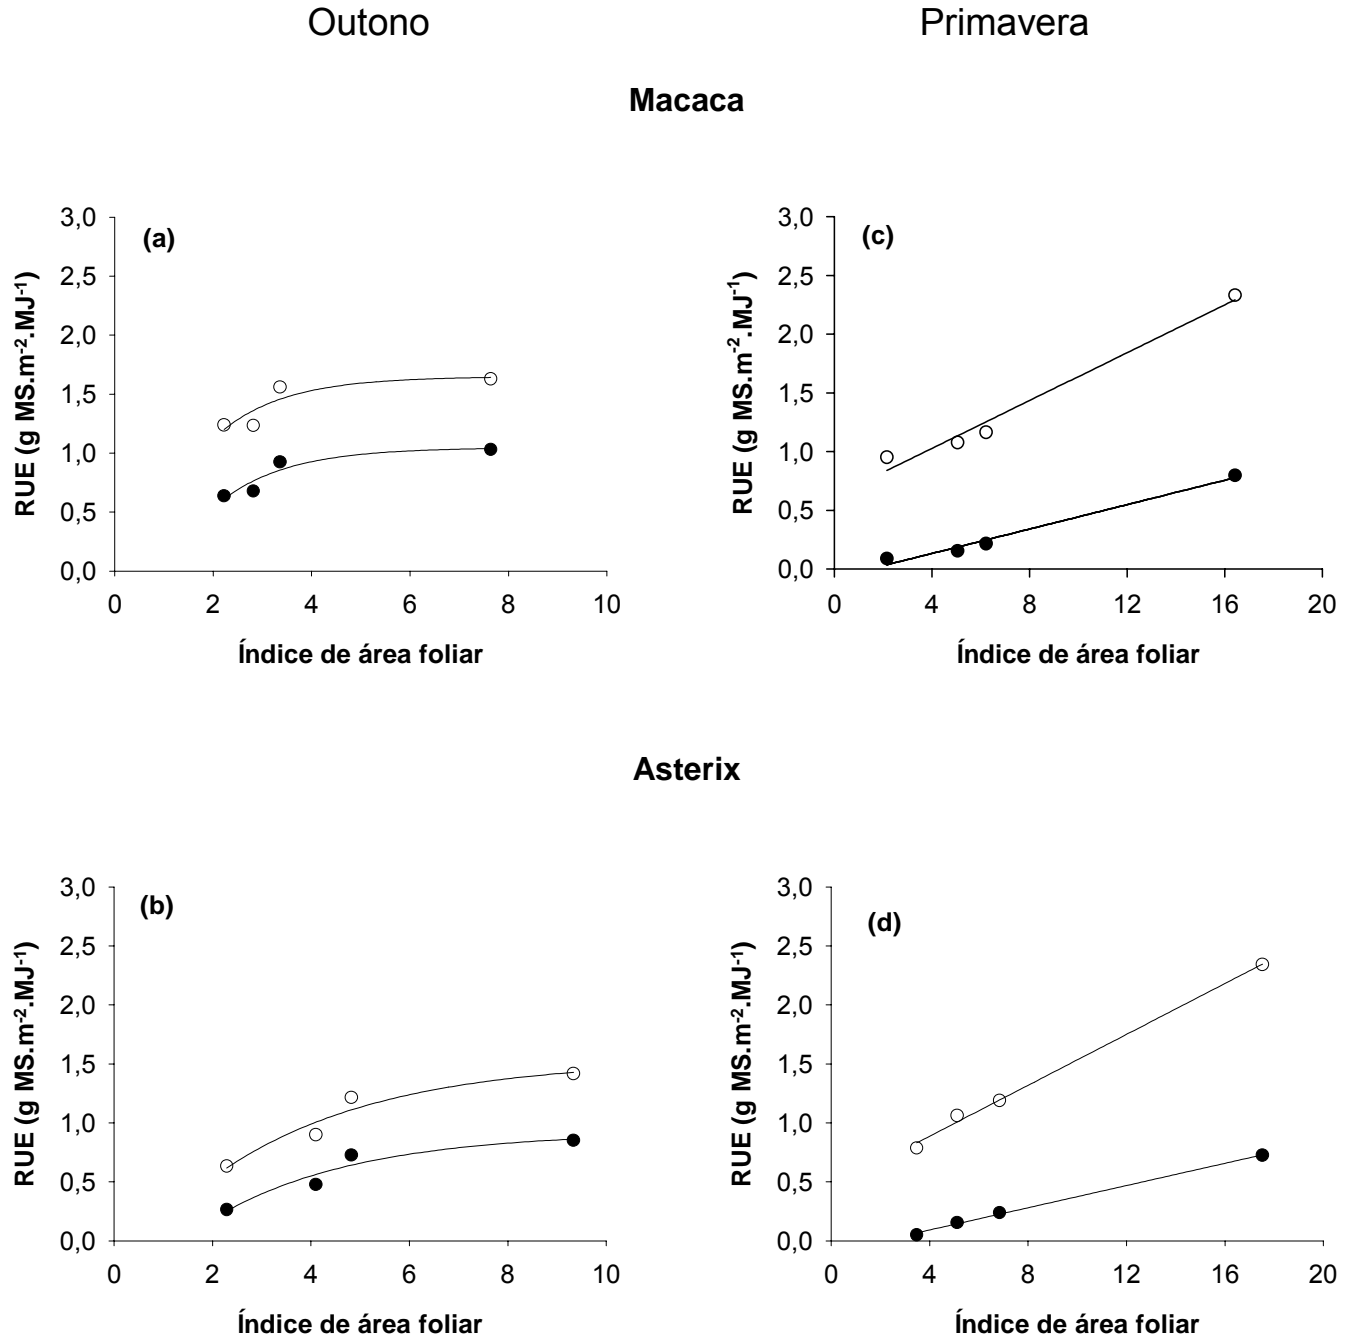 Outono Primavera
Macaca
(a)
3,0
2,5
2,0
1,5
1,0
0,5
0,0
RUE (g MS.m-2.MJ-1)
0 2 4 6 8 10
Índice de área foliar
(c)
3,0
2,5
2,0
1,5
1,0
0,5
0,0
RUE (g MS.m-2.MJ-1)
0 4 8 12 16 20
Índice de área foliar
Asterix
(b)
3,0
2,5
2,0
1,5
1,0
0,5
0,0
RUE (g MS.m-2.MJ-1)
0 2 4 6 8 10
Índice de área foliar
(d)
3,0
2,5
2,0
1,5
1,0
0,5
0,0
RUE (g MS.m-2.MJ-1)
0 4 8 12 16 20
Índice de área foliar